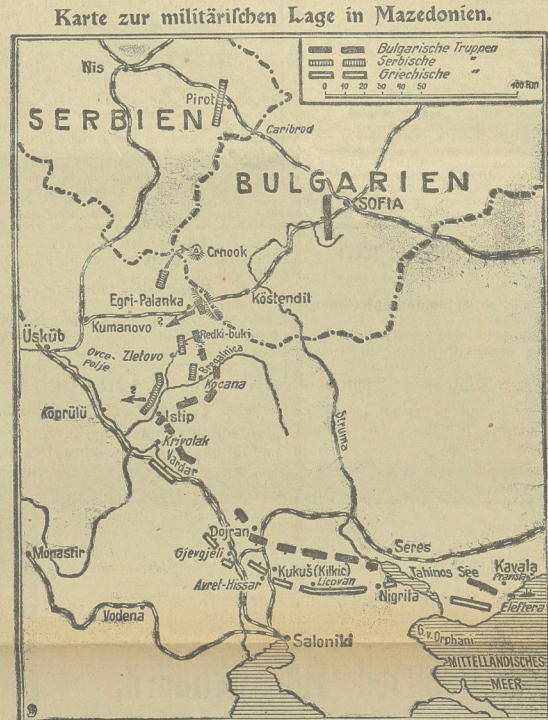 Karte zur militärischen Lage in Mazedonien.
Bulgarische Truppen
Serbische "
Griechische "
0 10 20 30 40 50 100 Km
Nis
Pirot
SERBIEN
Caribrod
BULGARIEN
SOFIA
Crnook
Egri-Palanka
Köstendil
Kumanovo
?
Redki-buki
Üsküb
Ovce-
Polje
Zletovo
Bregalnica
Kocana
?
Köprülü
Istip
Struma
Krivolak
Vardar
Dojran
Seres
Monastir
Gjevgjeli
Kukuš (Kilkic)
Tahinos See
Kavala
Pravista
Avret-Hissar
Licovan
Nigrita
Eleftera
Vodena
G. v. Orphani
Saloniki
MITTELLÄNDISCHES
MEER